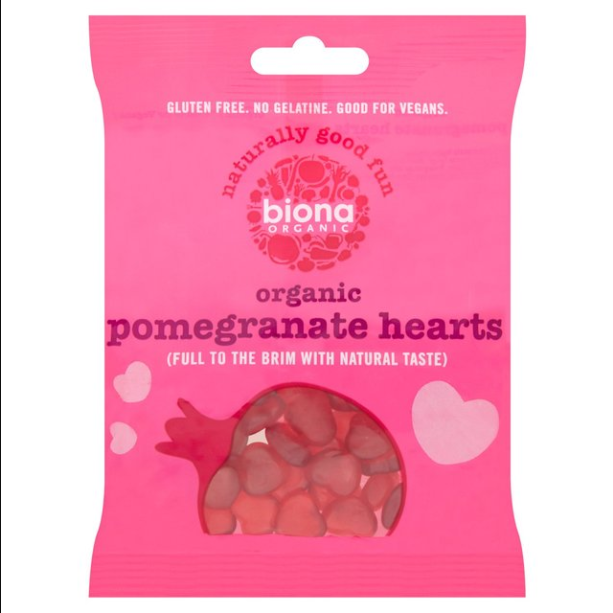 GLUTEN FREE. NO GELATINE. GOOD FOR VEGANS.
naturally good fun
biona
ORGANIC
organic
pomegranate hearts
(FULL TO THE BRIM WITH NATURAL TASTE)